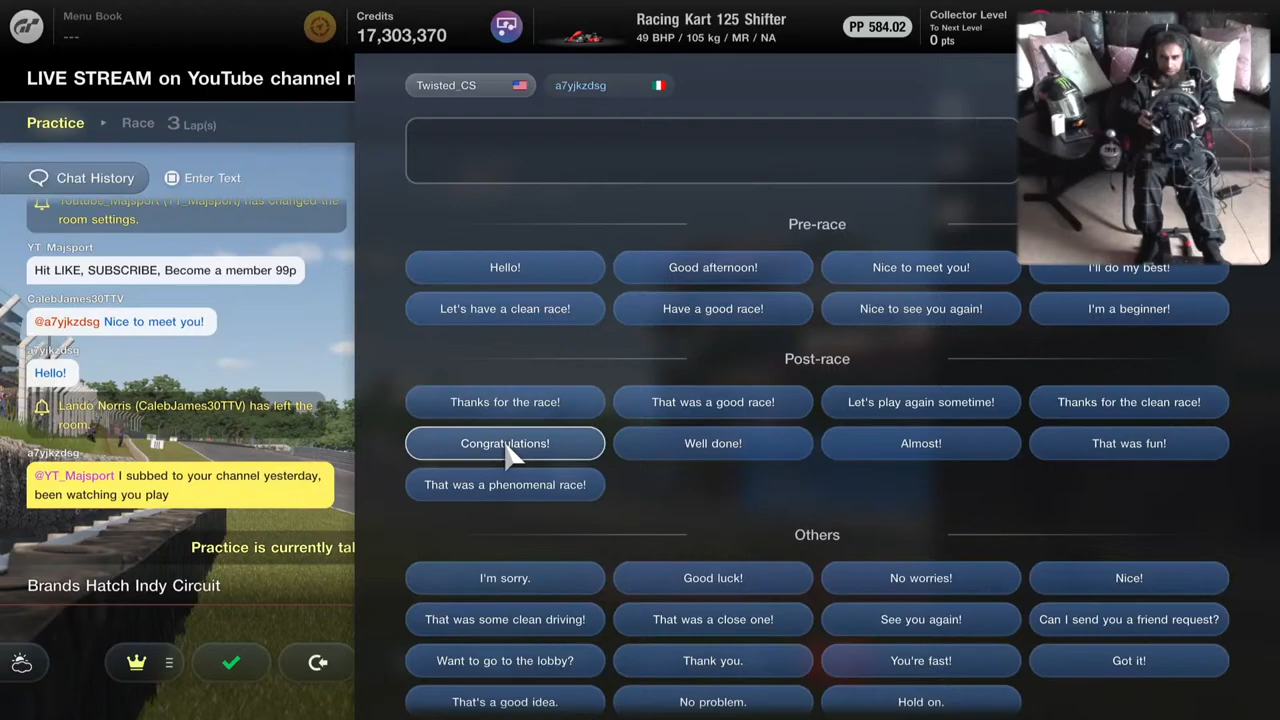 Menu Book
---
Credits
17,303,370
Racing Kart 125 Shifter
49 BHP / 105 kg / MR / NA
PP 584.02
Collector Level
To Next Level
0 pts
LIVE STREAM on YouTube channel
Practice
Race 3 Lap(s)
Chat History
Enter Text
Youtube_Majsport (YT_Majsport) has changed the
room settings.
YT_Majsport
Hit LIKE, SUBSCRIBE, Become a member 99p
CalebJames30TTV
@a7yjkzdsg Nice to meet you!
a7yjkzdsg
Hello!
Lando Norris (CalebJames30TTV) has left the
room.
a7yjkzdsg
@YT_Majsport I subbed to your channel yesterday,
been watching you play
Practice is currently
Brands Hatch Indy Circuit
Twisted_CS
a7yjkzdsg
Pre-race
Hello!
Good afternoon!
Nice to meet you!
I'll do my best!
Let's have a clean race!
Have a good race!
Nice to see you again!
I'm a beginner!
Post-race
Thanks for the race!
That was a good race!
Let's play again sometime!
Thanks for the clean race!
Congratulations!
Well done!
Almost!
That was fun!
That was a phenomenal race!
Others
I'm sorry.
Good luck!
No worries!
Nice!
That was some clean driving!
That was a close one!
See you again!
Can I send you a friend request?
Want to go to the lobby?
Thank you.
You're fast!
Got it!
That's a good idea.
No problem.
Hold on.